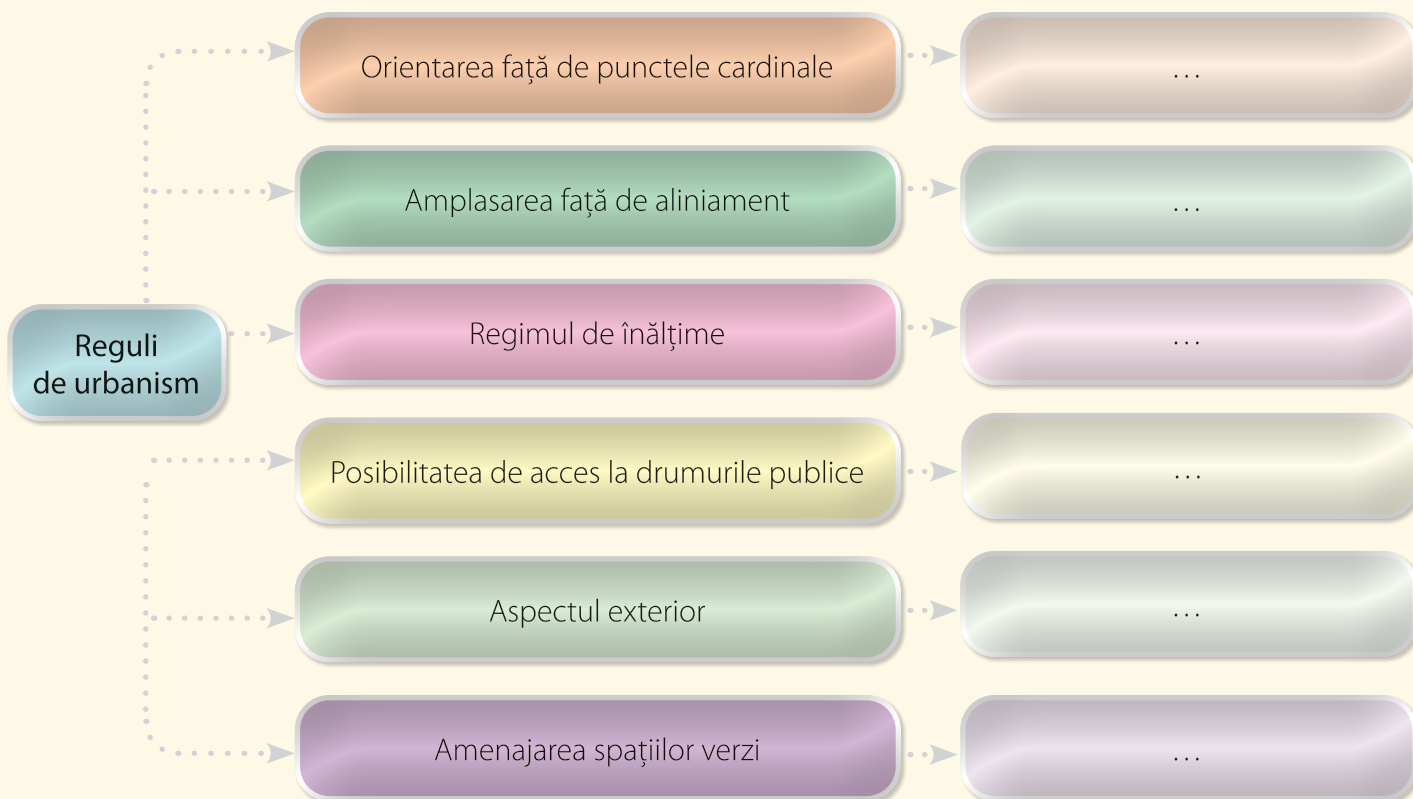 Orientarea față de punctele cardinale
...
Amplasarea față de aliniament
...
Reguli
de urbanism
Regimul de înălțime
...
Posibilitatea de acces la drumurile publice
...
Aspectul exterior
...
Amenajarea spațiilor verzi
...